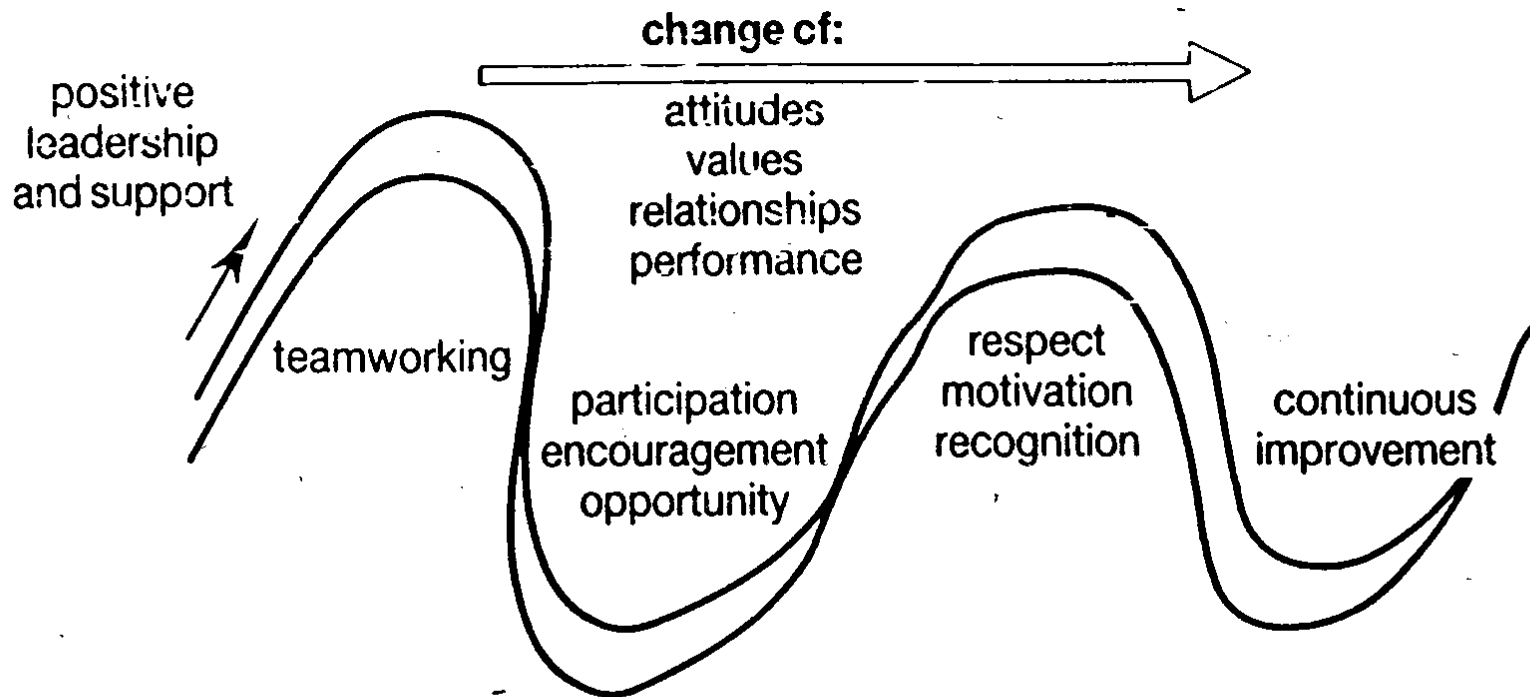 change cf:
positive
leadership
and support
attitudes
values
relationships
performance
teamworking
participation
encouragement
opportunity
respect
motivation
recognition
continuous
improvement